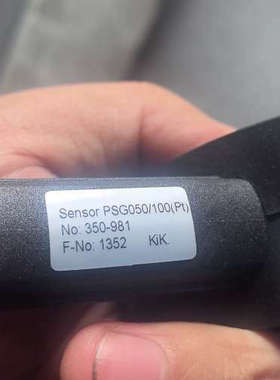 Sensor PSG050/100(Pt)
No: 350-981
F-No: 1352 KiK.